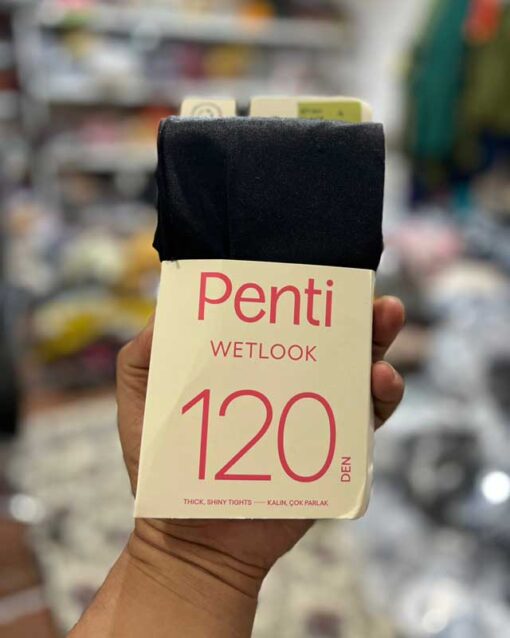 Penti
WETLOOK
120 DEN
THICK, SHINY TIGHTS — KALIN, ÇOK PARLAK